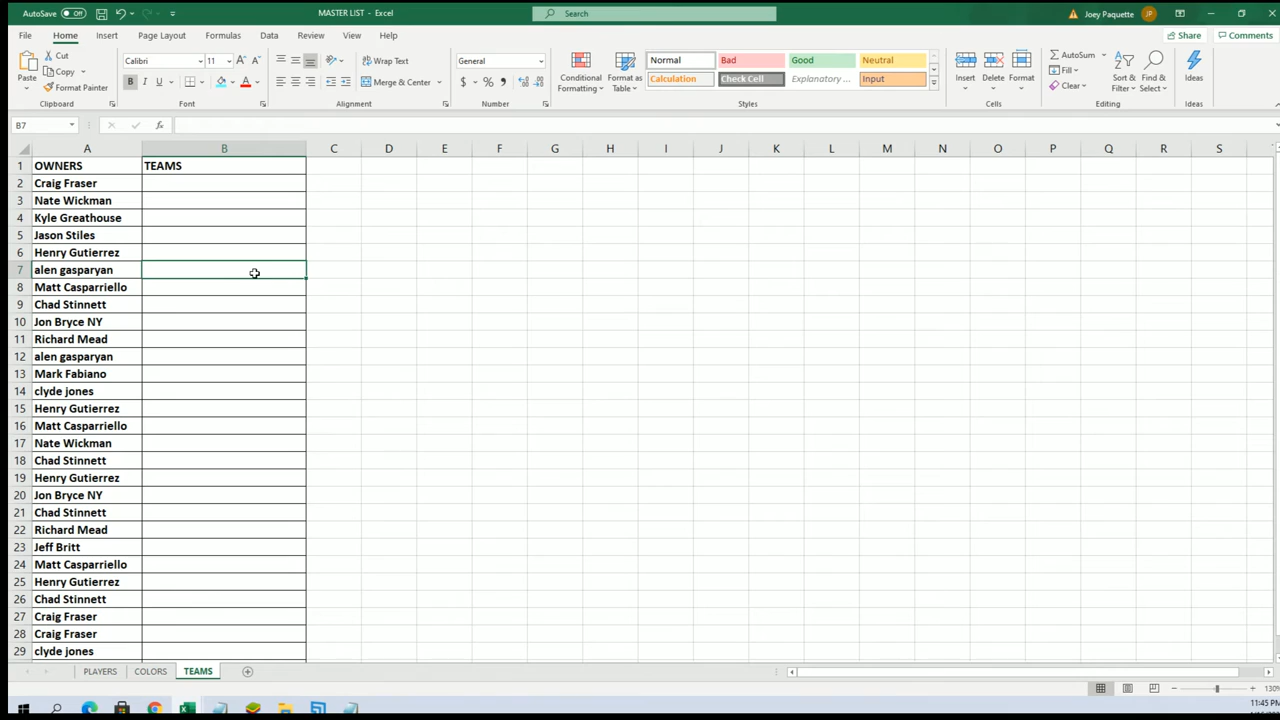 AutoSave Off MASTER LIST - Excel Search Joey Paquette JP
File Home Insert Page Layout Formulas Data Review View Help Share Comments
Paste Cut Copy Format Painter
Calibri 11 B I U A A A
Wrap Text Merge & Center
General $ % ,
Conditional Formatting Format as Table
Normal Bad Good Neutral
Calculation Check Cell Explanatory ... Input
Insert Delete Format
AutoSum Fill Clear Sort & Filter Find & Select Ideas
Clipboard Font Alignment Number Styles Cells Editing Ideas
B7 fx
A B C D E F G H I J K L M N O P Q R S
1 OWNERS TEAMS
2 Craig Fraser
3 Nate Wickman
4 Kyle Greathouse
5 Jason Stiles
6 Henry Gutierrez
7 alen gasparyan
8 Matt Casparriello
9 Chad Stinnett
10 Jon Bryce NY
11 Richard Mead
12 alen gasparyan
13 Mark Fabiano
14 clyde jones
15 Henry Gutierrez
16 Matt Casparriello
17 Nate Wickman
18 Chad Stinnett
19 Henry Gutierrez
20 Jon Bryce NY
21 Chad Stinnett
22 Richard Mead
23 Jeff Britt
24 Matt Casparriello
25 Henry Gutierrez
26 Chad Stinnett
27 Craig Fraser
28 Craig Fraser
29 clyde jones
PLAYERS COLORS TEAMS
130%
11:45 PM